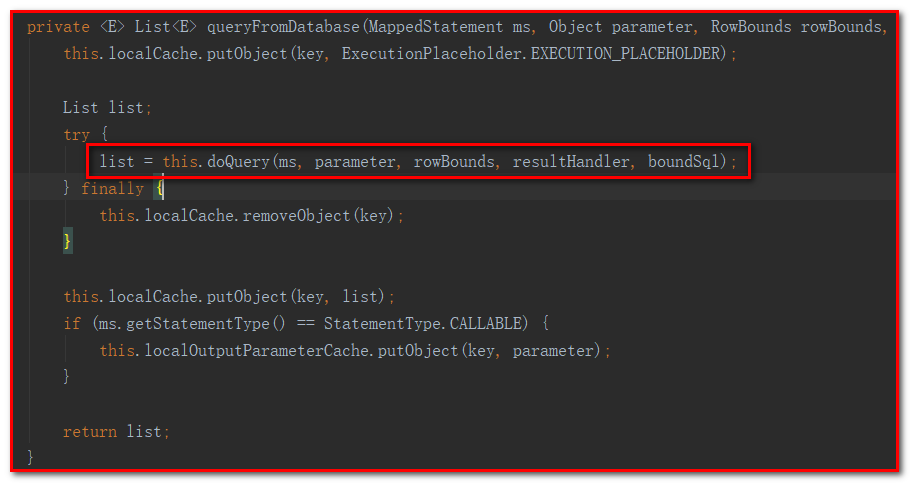 private <E> List<E> queryFromDatabase(MappedStatement ms, Object parameter, RowBounds rowBounds,
this.localCache.putObject(key, ExecutionPlaceholder.EXECUTION_PLACEHOLDER);
List list;
try {
list = this.doQuery(ms, parameter, rowBounds, resultHandler, boundSql);
} finally {
this.localCache.removeObject(key);
}
this.localCache.putObject(key, list);
if (ms.getStatementType() == StatementType.CALLABLE) {
this.localOutputParameterCache.putObject(key, parameter);
}
return list;
}